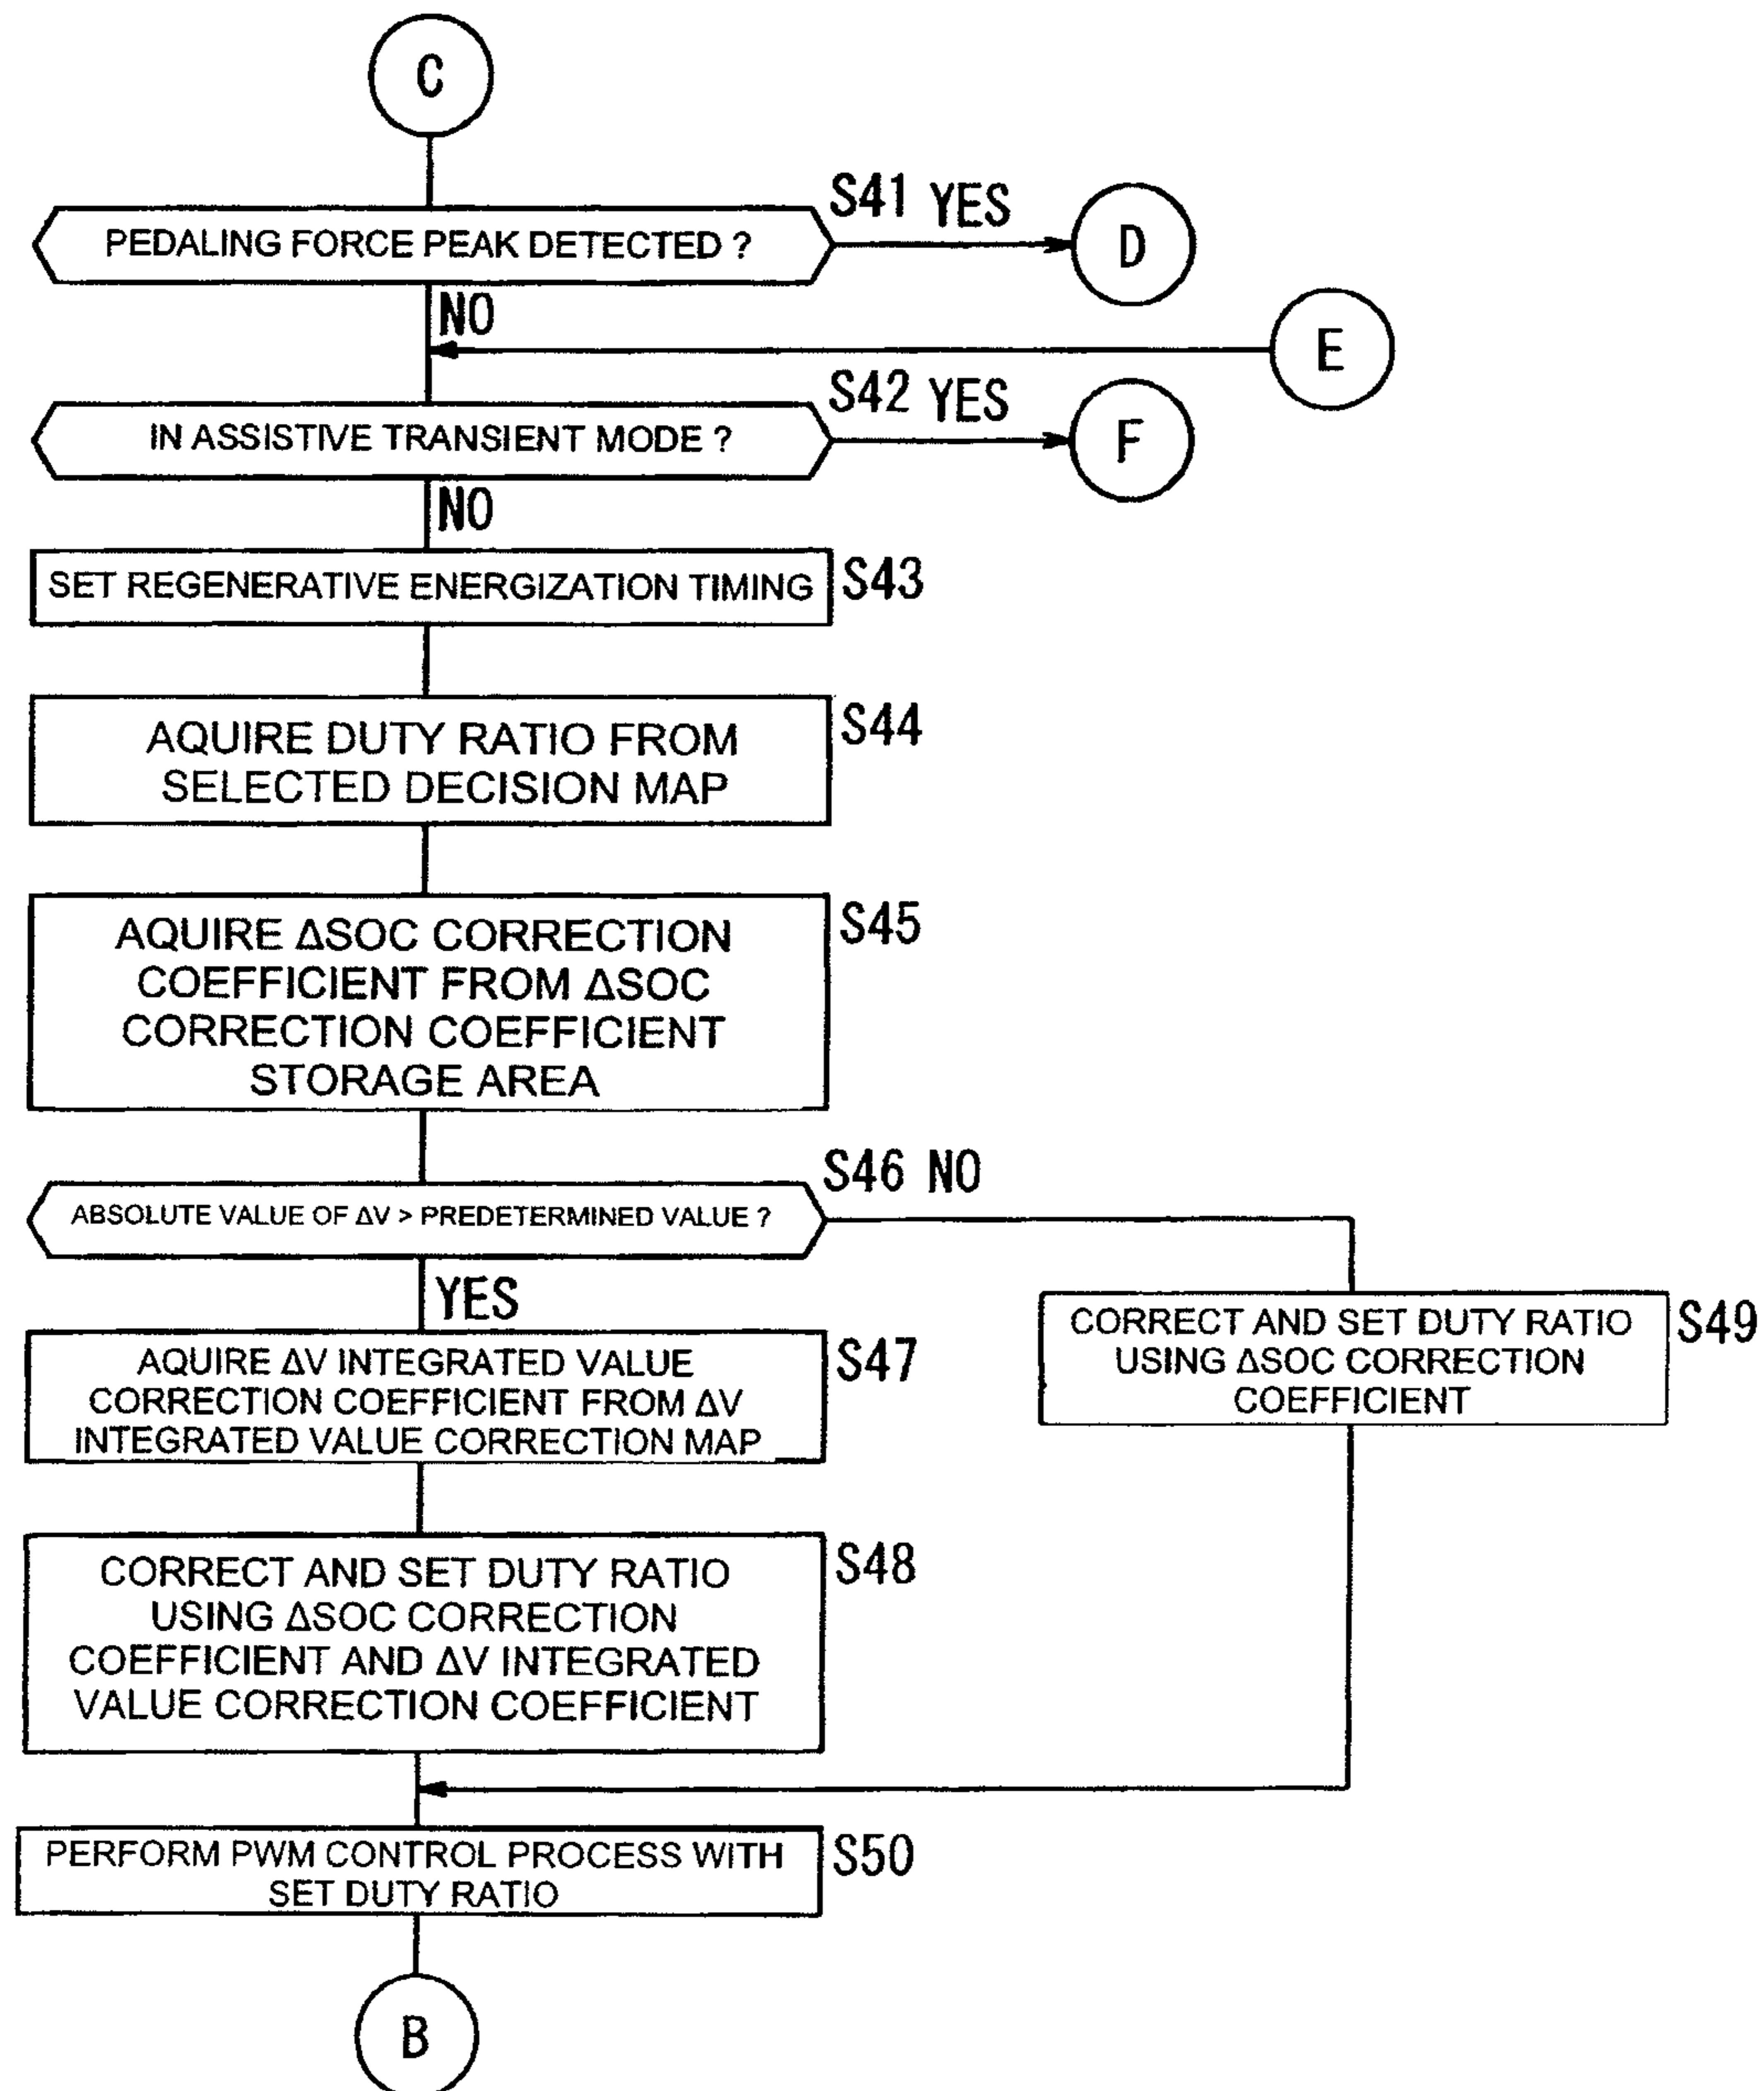 C
S41 YES
PEDALING FORCE PEAK DETECTED ?
D
NO
E
S42 YES
IN ASSISTIVE TRANSIENT MODE ?
F
NO
SET REGENERATIVE ENERGIZATION TIMING
S43
AQUIRE DUTY RATIO FROM
SELECTED DECISION MAP
S44
AQUIRE ΔSOC CORRECTION
COEFFICIENT FROM ΔSOC
CORRECTION COEFFICIENT
STORAGE AREA
S45
S46 NO
ABSOLUTE VALUE OF ΔV > PREDETERMINED VALUE ?
YES
AQUIRE ΔV INTEGRATED VALUE
CORRECTION COEFFICIENT FROM ΔV
INTEGRATED VALUE CORRECTION MAP
S47
CORRECT AND SET DUTY RATIO
USING ΔSOC CORRECTION
COEFFICIENT
S49
CORRECT AND SET DUTY RATIO
USING ΔSOC CORRECTION
COEFFICIENT AND ΔV INTEGRATED
VALUE CORRECTION COEFFICIENT
S48
PERFORM PWM CONTROL PROCESS WITH
SET DUTY RATIO
S50
B